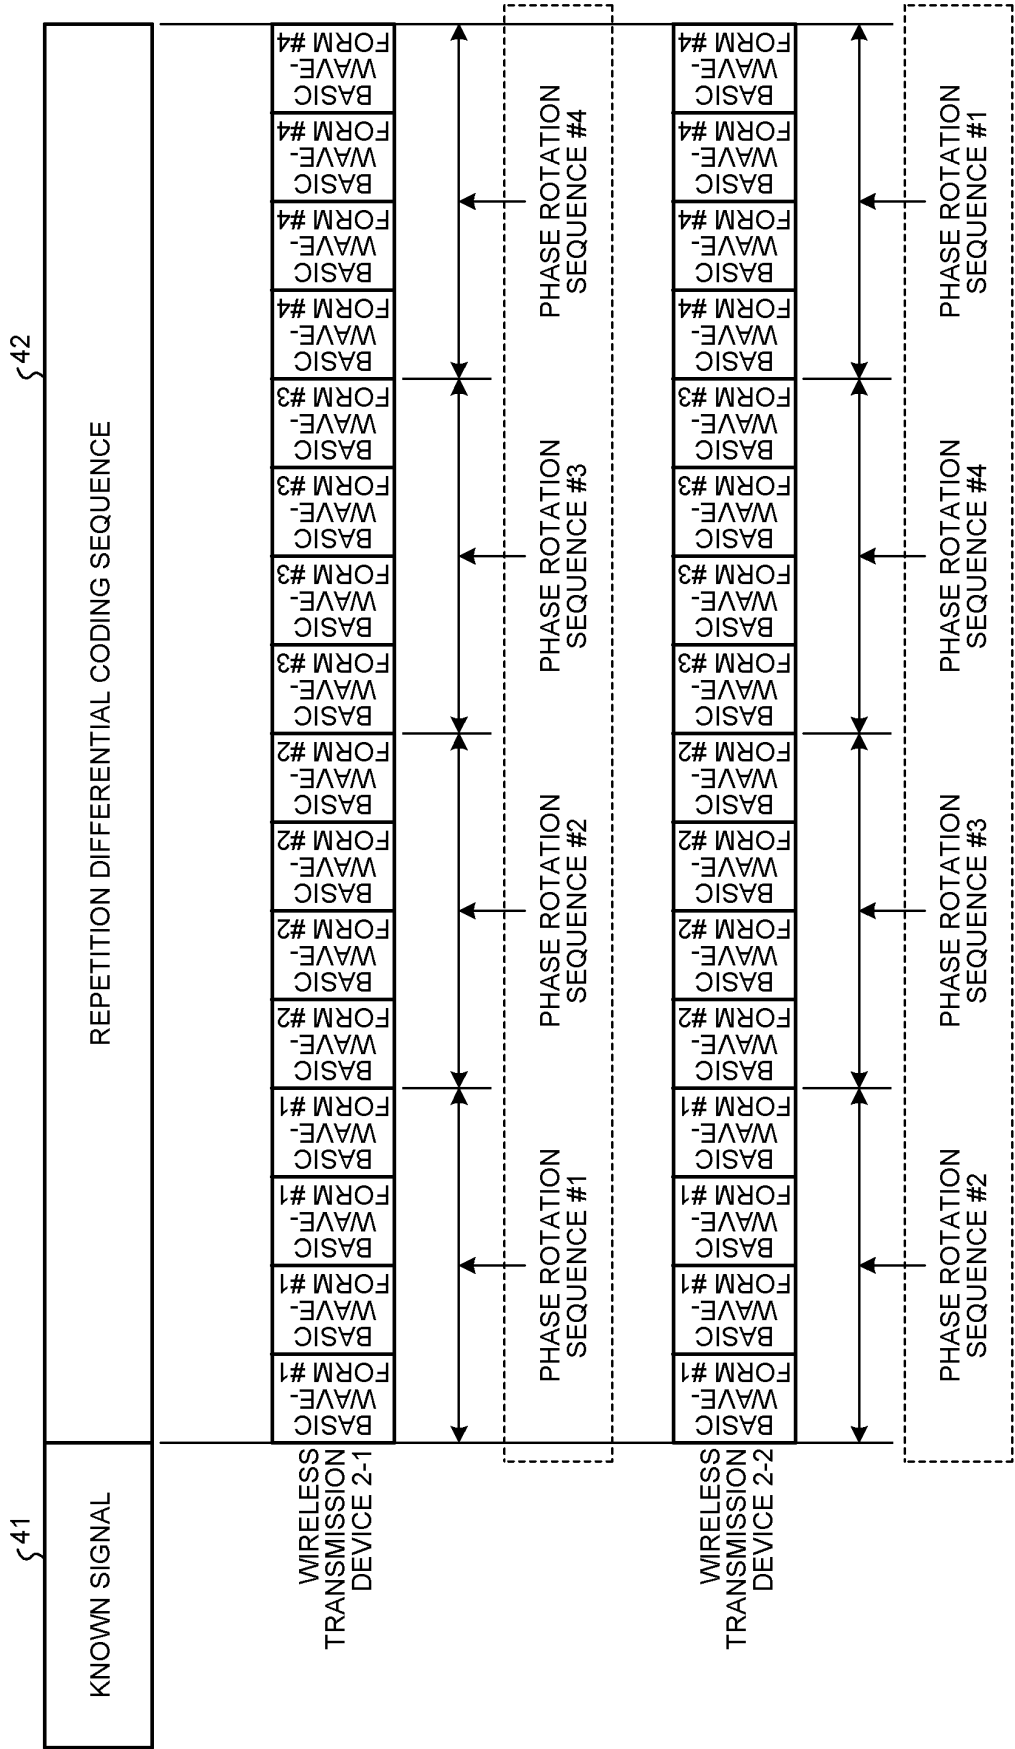 41
42
KNOWN SIGNAL
REPETITION DIFFERENTIAL CODING SEQUENCE
WIRELESS
TRANSMISSION
DEVICE 2-1
BASIC
WAVE-
FORM #1
BASIC
WAVE-
FORM #1
BASIC
WAVE-
FORM #1
BASIC
WAVE-
FORM #1
BASIC
WAVE-
FORM #2
BASIC
WAVE-
FORM #2
BASIC
WAVE-
FORM #2
BASIC
WAVE-
FORM #2
BASIC
WAVE-
FORM #3
BASIC
WAVE-
FORM #3
BASIC
WAVE-
FORM #3
BASIC
WAVE-
FORM #3
BASIC
WAVE-
FORM #4
BASIC
WAVE-
FORM #4
BASIC
WAVE-
FORM #4
BASIC
WAVE-
FORM #4
PHASE ROTATION
SEQUENCE #1
PHASE ROTATION
SEQUENCE #2
PHASE ROTATION
SEQUENCE #3
PHASE ROTATION
SEQUENCE #4
WIRELESS
TRANSMISSION
DEVICE 2-2
BASIC
WAVE-
FORM #1
BASIC
WAVE-
FORM #1
BASIC
WAVE-
FORM #1
BASIC
WAVE-
FORM #1
BASIC
WAVE-
FORM #2
BASIC
WAVE-
FORM #2
BASIC
WAVE-
FORM #2
BASIC
WAVE-
FORM #2
BASIC
WAVE-
FORM #3
BASIC
WAVE-
FORM #3
BASIC
WAVE-
FORM #3
BASIC
WAVE-
FORM #3
BASIC
WAVE-
FORM #4
BASIC
WAVE-
FORM #4
BASIC
WAVE-
FORM #4
BASIC
WAVE-
FORM #4
PHASE ROTATION
SEQUENCE #2
PHASE ROTATION
SEQUENCE #3
PHASE ROTATION
SEQUENCE #4
PHASE ROTATION
SEQUENCE #1